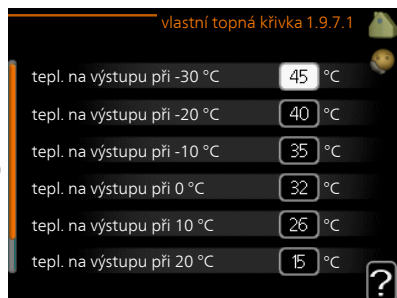 vlastní topná křivka 1.9.7.1
tepl. na výstupu při -30 °C 45 °C
tepl. na výstupu při -20 °C 40 °C
tepl. na výstupu při -10 °C 35 °C
tepl. na výstupu při 0 °C 32 °C
tepl. na výstupu při 10 °C 26 °C
tepl. na výstupu při 20 °C 15 °C
?